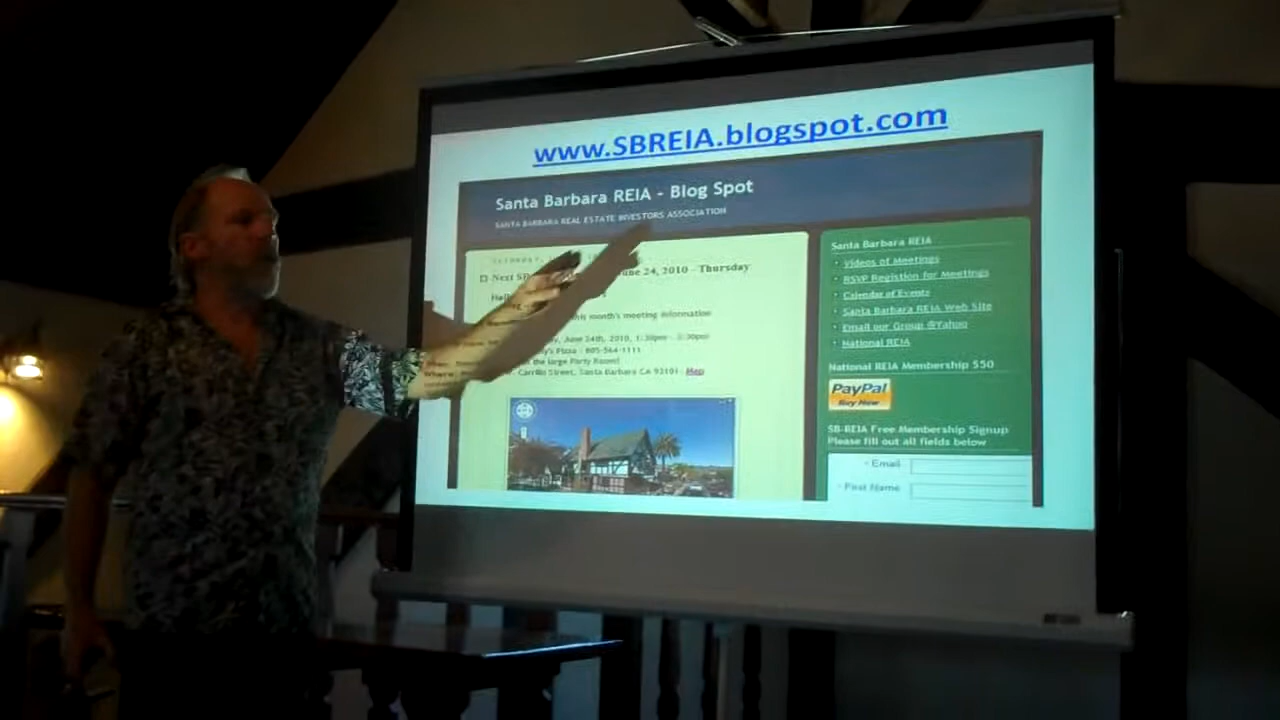 www.SBREIA.blogspot.com
Santa Barbara REIA - Blog Spot
SANTA BARBARA REAL ESTATE INVESTORS ASSOCIATION
Next June 24, 2010 - Thursday
this month's meeting information
June 24th, 2010, 1:30pm -
Pizza - 805-564-1111
the large Party Room!
Carrillo Street, Santa Barbara CA 93101 - Map
Santa Barbara REIA
Videos of Meetings
RSVP Registion for Meetings
Calendar of Events
Santa Barbara REIA Web Site
Email our Group @Yahoo
National REIA
National REIA Membership $50
PayPal
Buy Now
SB-REIA Free Membership Signup
Please fill out all fields below
* Email
* First Name